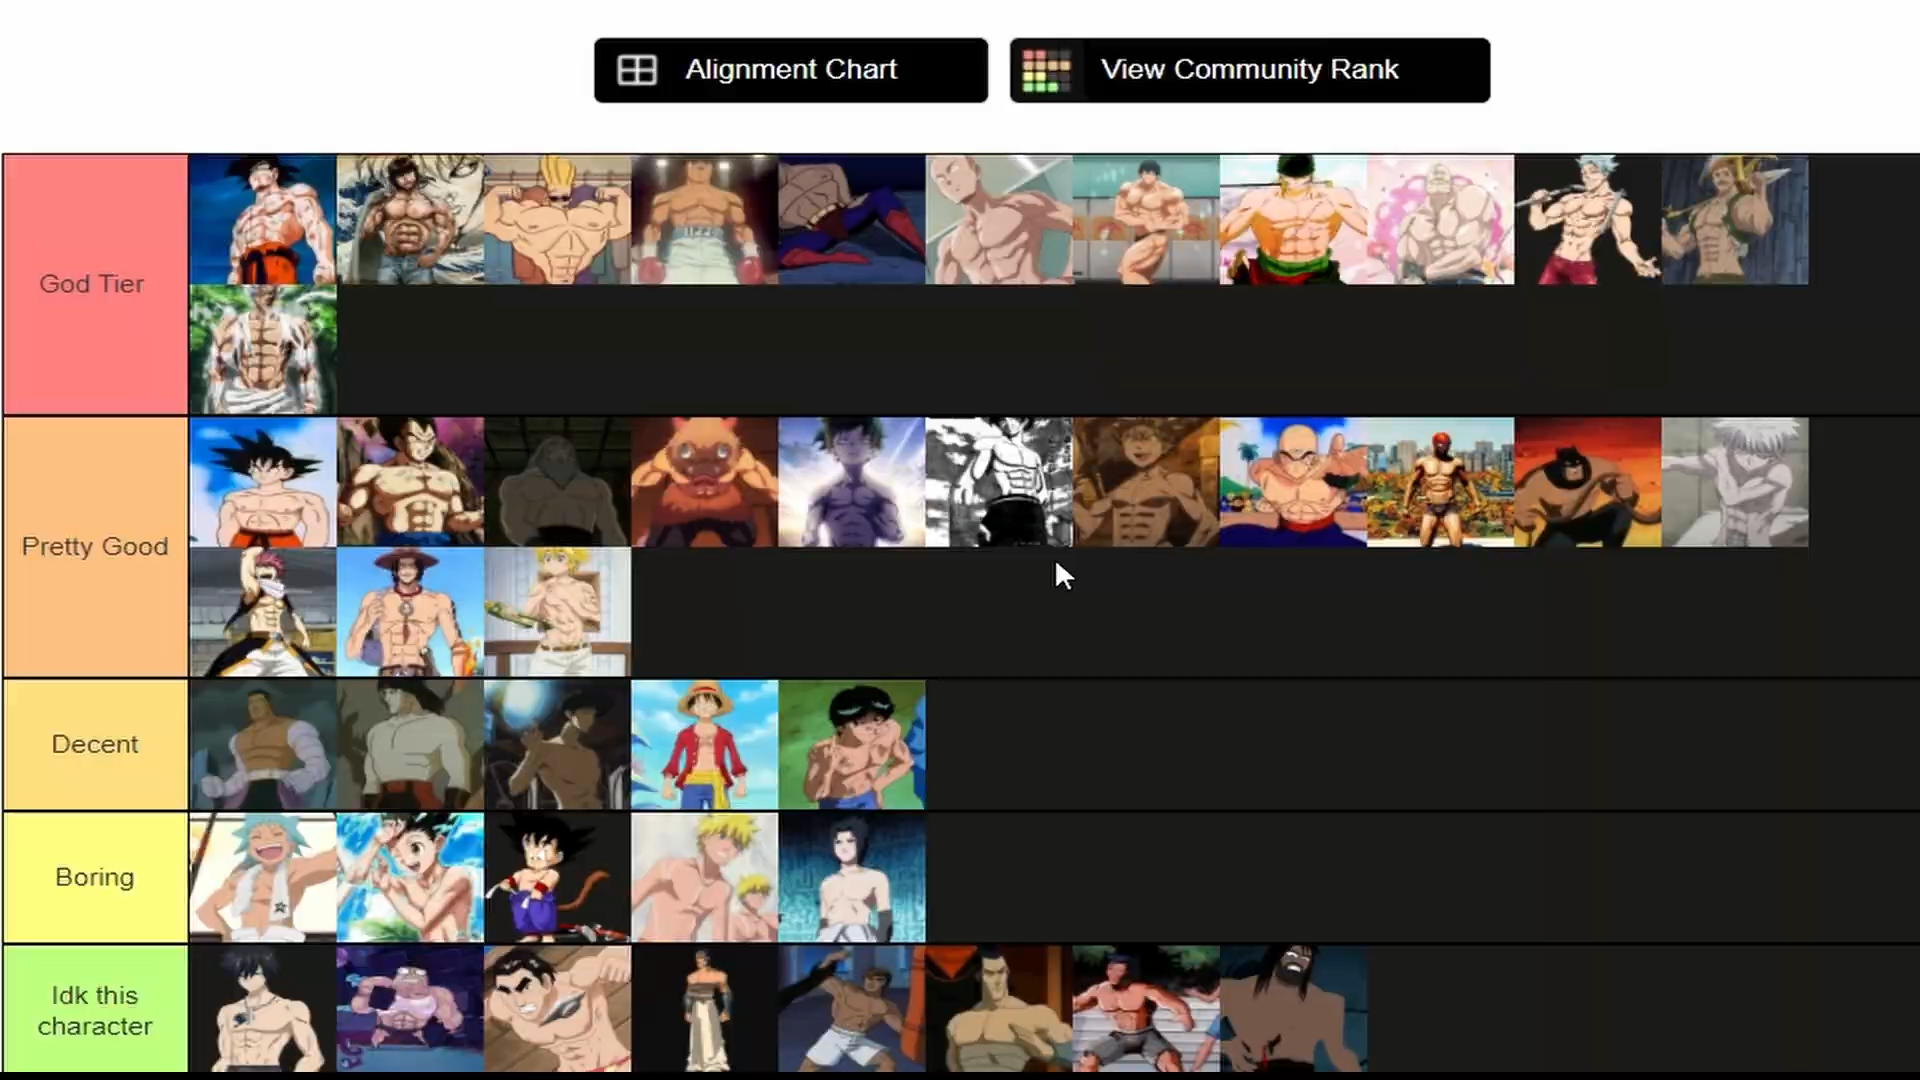 Alignment Chart
View Community Rank
God Tier
Pretty Good
Decent
Boring
Idk this
character